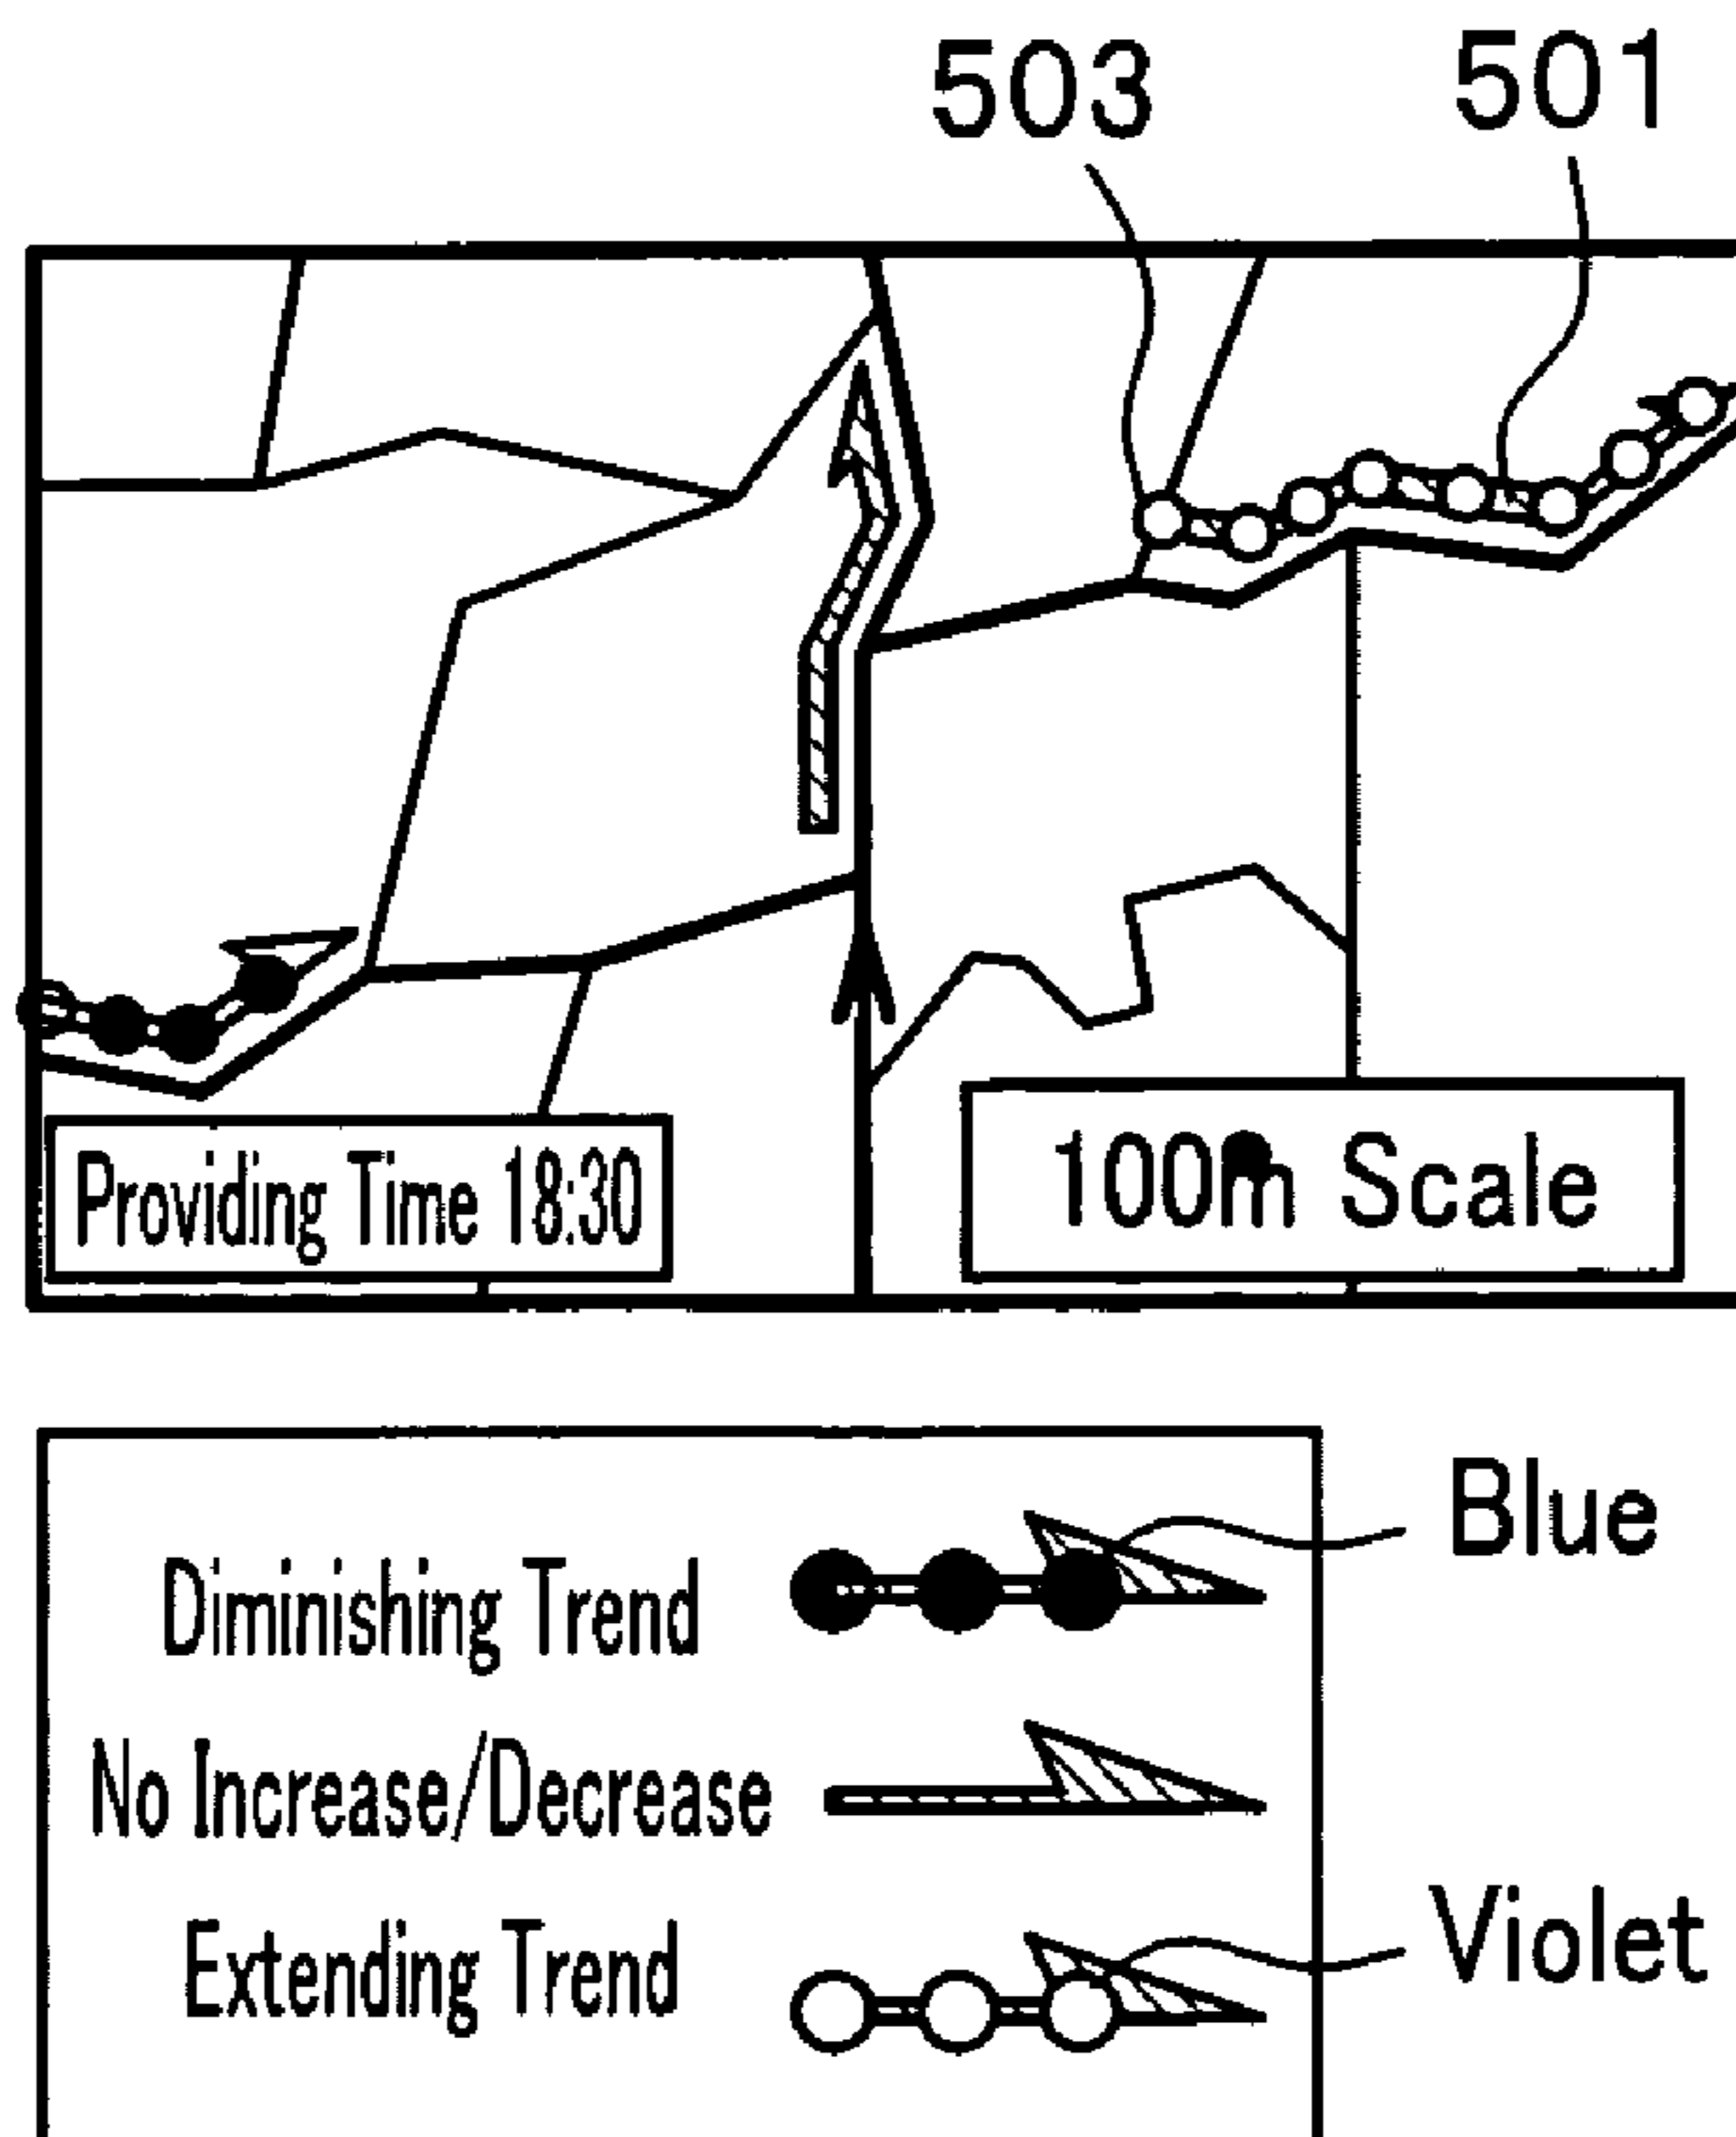 503 501
Providing Time 18:30
100m Scale
Blue
Diminishing Trend
No Increase/Decrease
Violet
Extending Trend